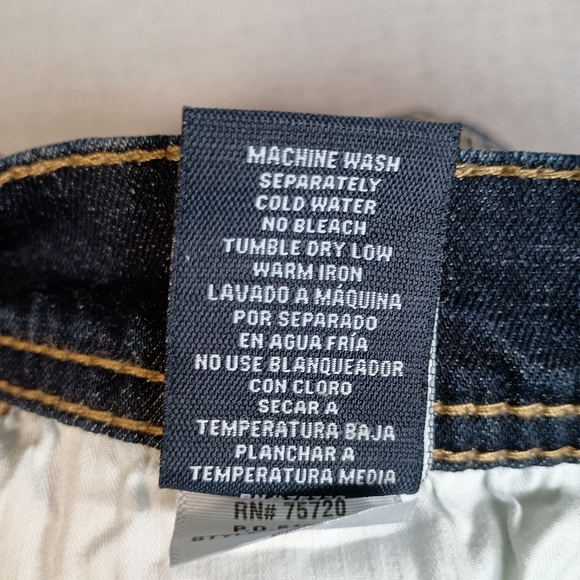 MACHINE WASH
SEPARATELY
COLD WATER
NO BLEACH
TUMBLE DRY LOW
WARM IRON
LAVADO A MÁQUINA
POR SEPARADO
EN AGUA FRÍA
NO USE BLANQUEADOR
CON CLORO
SECAR A
TEMPERATURA BAJA
PLANCHAR A
TEMPERATURA MEDIA
RN# 75720
P.O.